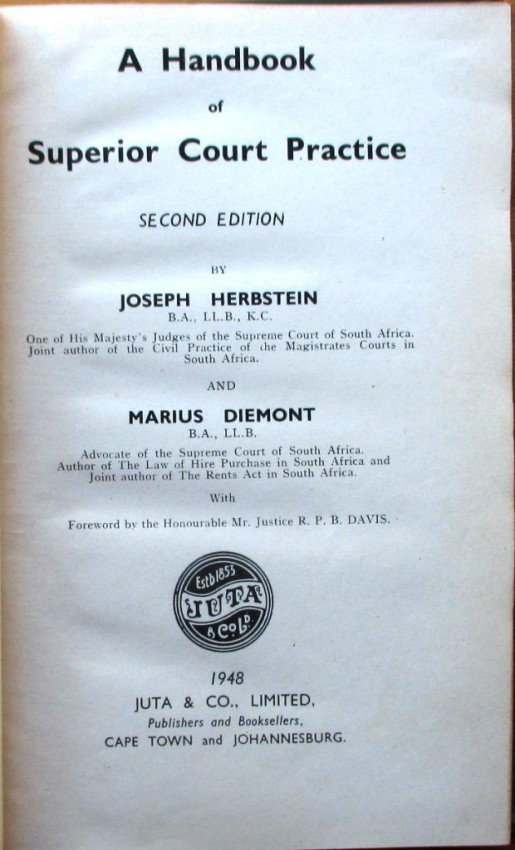 A Handbook
of
Superior Court Practice
SECOND EDITION
BY
JOSEPH HERBSTEIN
B.A., LL.B., K.C.
One of His Majesty's Judges of the Supreme Court of South Africa.
Joint author of the Civil Practice of the Magistrates Courts in
South Africa.
AND
MARIUS DIEMONT
B.A., LL.B.
Advocate of the Supreme Court of South Africa.
Author of The Law of Hire Purchase in South Africa and
Joint author of The Rents Act in South Africa.
With
Foreword by the Honourable Mr. Justice R. P. B. DAVIS.
Estb 1853
JUTA
& Co. Ld.
1948
JUTA & CO., LIMITED,
Publishers and Booksellers,
CAPE TOWN and JOHANNESBURG.